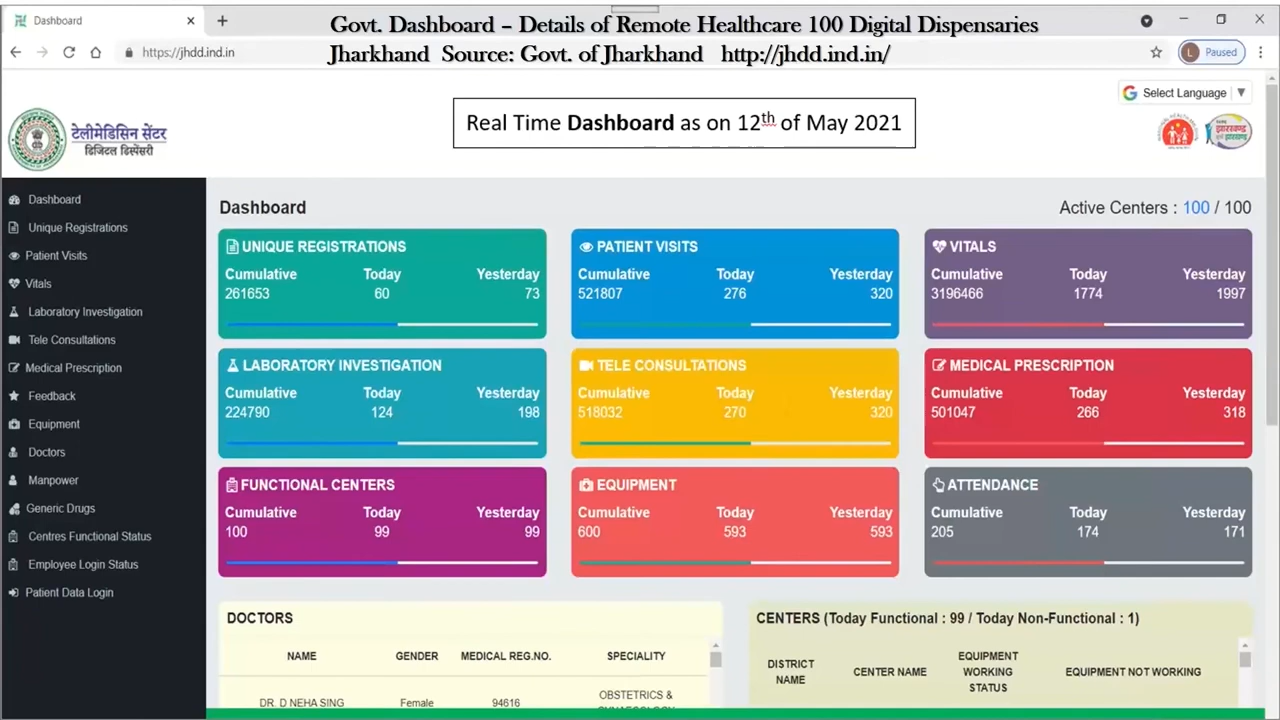 Dashboard
Govt. Dashboard – Details of Remote Healthcare 100 Digital Dispensaries
Jharkhand Source: Govt. of Jharkhand http://jhdd.ind.in/
https://jhdd.ind.in
L Paused
Select Language
टेलीमेडिसिन सेंटर
डिजिटल डिस्पेंसरी
Real Time Dashboard as on 12th of May 2021
Dashboard
Unique Registrations
Patient Visits
Vitals
Laboratory Investigation
Tele Consultations
Medical Prescription
Feedback
Equipment
Doctors
Manpower
Generic Drugs
Centres Functional Status
Employee Login Status
Patient Data Login
Dashboard
Active Centers : 100 / 100
UNIQUE REGISTRATIONS
Cumulative Today Yesterday
261653 60 73
PATIENT VISITS
Cumulative Today Yesterday
521807 276 320
VITALS
Cumulative Today Yesterday
3196466 1774 1997
LABORATORY INVESTIGATION
Cumulative Today Yesterday
224790 124 198
TELE CONSULTATIONS
Cumulative Today Yesterday
518032 270 320
MEDICAL PRESCRIPTION
Cumulative Today Yesterday
501047 266 318
FUNCTIONAL CENTERS
Cumulative Today Yesterday
100 99 99
EQUIPMENT
Cumulative Today Yesterday
600 593 593
ATTENDANCE
Cumulative Today Yesterday
205 174 171
DOCTORS
NAME GENDER MEDICAL REG.NO. SPECIALITY
DR. D NEHA SING Female 94616 OBSTETRICS &
CENTERS (Today Functional : 99 / Today Non-Functional : 1)
DISTRICT NAME CENTER NAME EQUIPMENT WORKING STATUS EQUIPMENT NOT WORKING